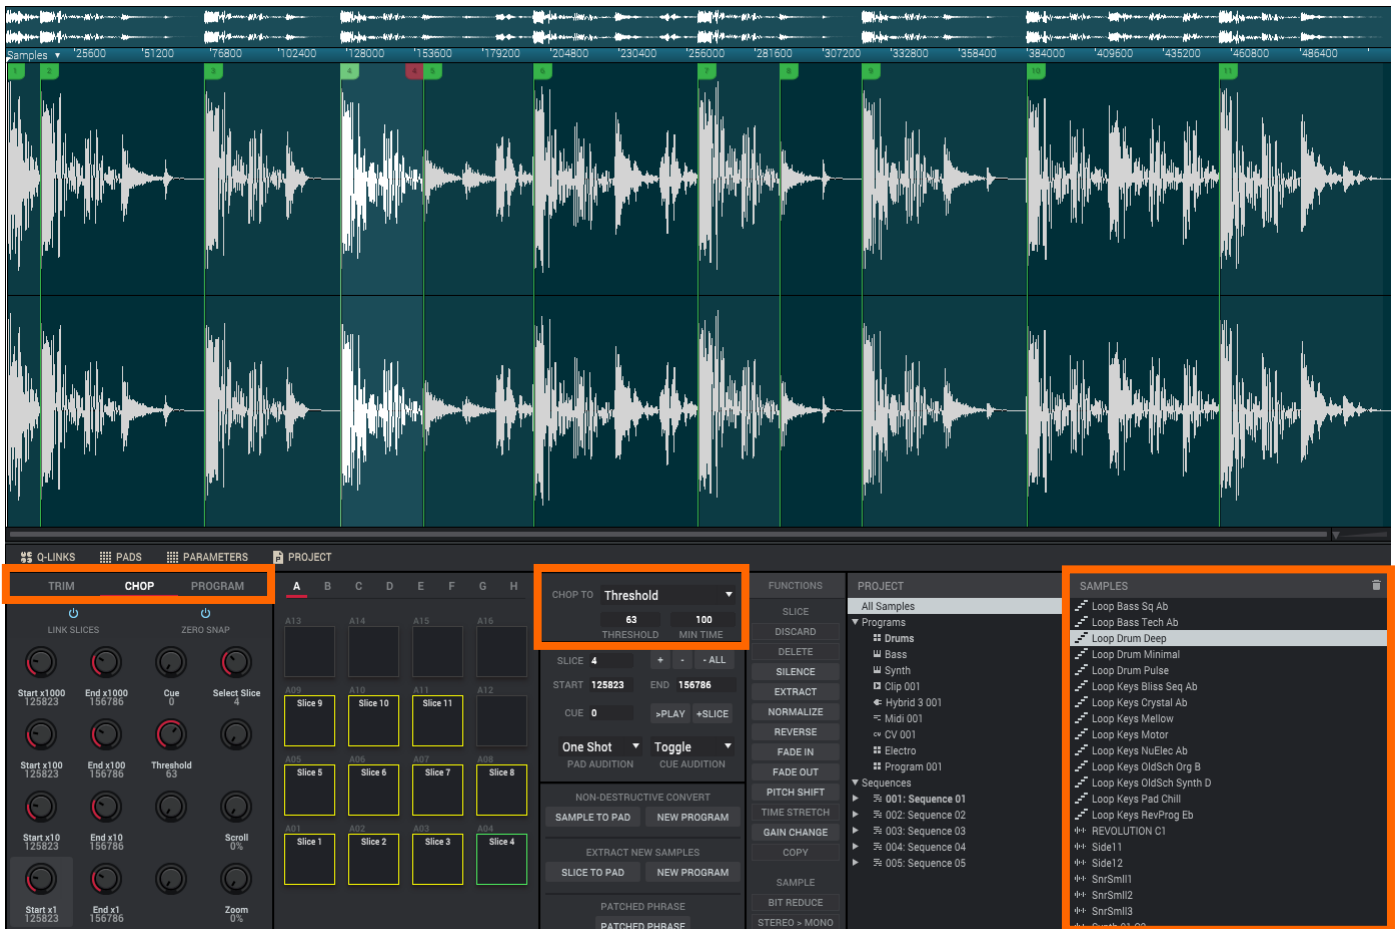 Samples ▼ '25600 '51200 '76800 '102400 '128000 '153600 '179200 '204800 '230400 '256000 '281600 '307200 '332800 '358400 '384000 '409600 '435200 '460800 '486400
1 2 3 4 4 5 6 7 8 9 10 11
Q-LINKS PADS PARAMETERS PROJECT
TRIM CHOP PROGRAM
LINK SLICES ZERO SNAP
Start x1000 End x1000 Cue Select Slice
125823 156786 0 4
Start x100 End x100 Threshold
125823 156786 63
Start x10 End x10 Scroll
125823 156786 0%
Start x1 End x1 Zoom
125823 156786 0%
A B C D E F G H
A13 A14 A15 A16
A09 A10 A11 A12
Slice 9 Slice 10 Slice 11
A05 A06 A07 A08
Slice 5 Slice 6 Slice 7 Slice 8
A01 A02 A03 A04
Slice 1 Slice 2 Slice 3 Slice 4
CHOP TO Threshold
63 100
THRESHOLD MIN TIME
SLICE 4 + - - ALL
START 125823 END 156786
CUE 0 >PLAY +SLICE
One Shot Toggle
PAD AUDITION CUE AUDITION
NON-DESTRUCTIVE CONVERT
SAMPLE TO PAD NEW PROGRAM
EXTRACT NEW SAMPLES
SLICE TO PAD NEW PROGRAM
PATCHED PHRASE
PATCHED PHRASE
FUNCTIONS
SLICE
DISCARD
DELETE
SILENCE
EXTRACT
NORMALIZE
REVERSE
FADE IN
FADE OUT
PITCH SHIFT
TIME STRETCH
GAIN CHANGE
COPY
SAMPLE
BIT REDUCE
STEREO > MONO
PROJECT
All Samples
Programs
Drums
Bass
Synth
Clip 001
Hybrid 3 001
Midi 001
CV CV 001
Electro
Program 001
Sequences
001: Sequence 01
002: Sequence 02
003: Sequence 03
004: Sequence 04
005: Sequence 05
SAMPLES
Loop Bass Sq Ab
Loop Bass Tech Ab
Loop Drum Deep
Loop Drum Minimal
Loop Drum Pulse
Loop Keys Bliss Seq Ab
Loop Keys Crystal Ab
Loop Keys Mellow
Loop Keys Motor
Loop Keys NuElec Ab
Loop Keys OldSch Org B
Loop Keys OldSch Synth D
Loop Keys Pad Chill
Loop Keys RevProg Eb
REVOLUTION C1
Side11
Side12
SnrSmll1
SnrSmll2
SnrSmll3